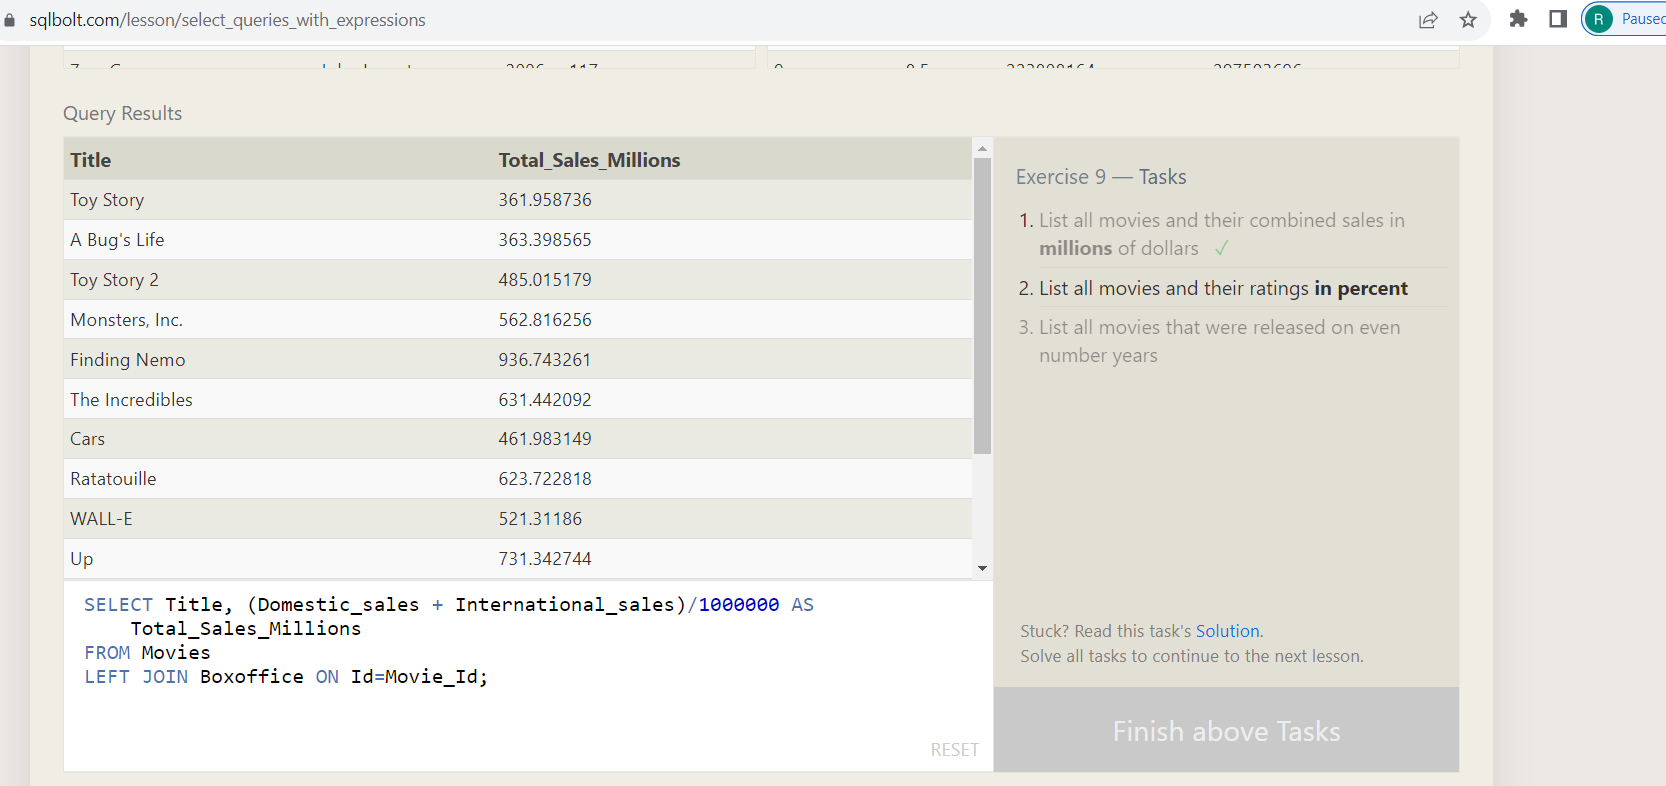 sqlbolt.com/lesson/select_queries_with_expressions
R Paused
Query Results
Title Total_Sales_Millions
Toy Story 361.958736
A Bug's Life 363.398565
Toy Story 2 485.015179
Monsters, Inc. 562.816256
Finding Nemo 936.743261
The Incredibles 631.442092
Cars 461.983149
Ratatouille 623.722818
WALL-E 521.31186
Up 731.342744
SELECT Title, (Domestic_sales + International_sales)/1000000 AS
Total_Sales_Millions
FROM Movies
LEFT JOIN Boxoffice ON Id=Movie_Id;
RESET
Exercise 9 — Tasks
1. List all movies and their combined sales in
millions of dollars ✓
2. List all movies and their ratings in percent
3. List all movies that were released on even
number years
Stuck? Read this task's Solution.
Solve all tasks to continue to the next lesson.
Finish above Tasks